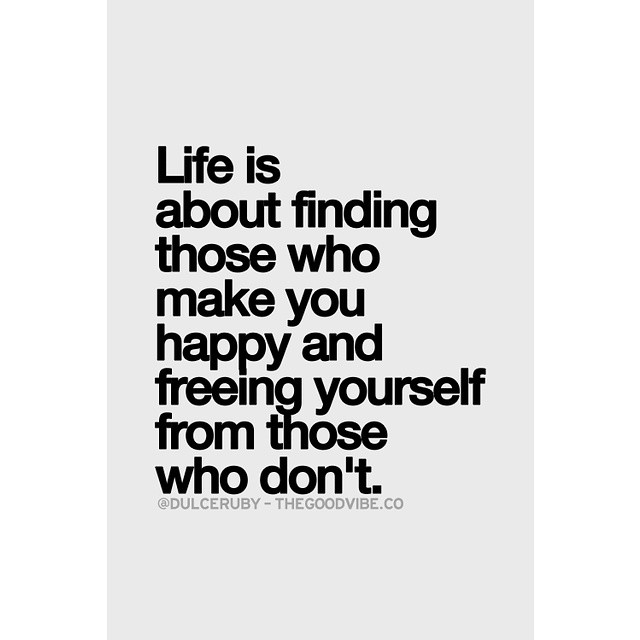 Life is
about finding
those who
make you
happy and
freeing yourself
from those
who don't.
@DULCERUBY - THEGOODVIBE.CO